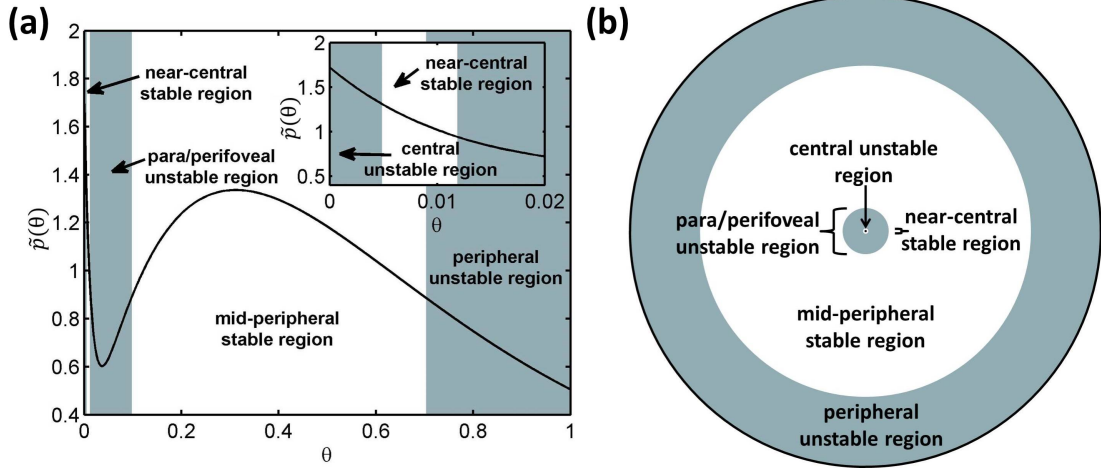 (a)
2
1.8
1.6
1.4
1.2
1
0.8
0.6
0.4
p̃(θ)
0
0.2
0.4
0.6
0.8
1
θ
near-central
stable region
para/perifoveal
unstable region
mid-peripheral
stable region
peripheral
unstable region
2
1.5
1
0.5
p̃(θ)
0
0.01
0.02
θ
near-central
stable region
central
unstable region
(b)
central unstable
region
para/perifoveal
unstable region
near-central
stable region
mid-peripheral
stable region
peripheral
unstable region